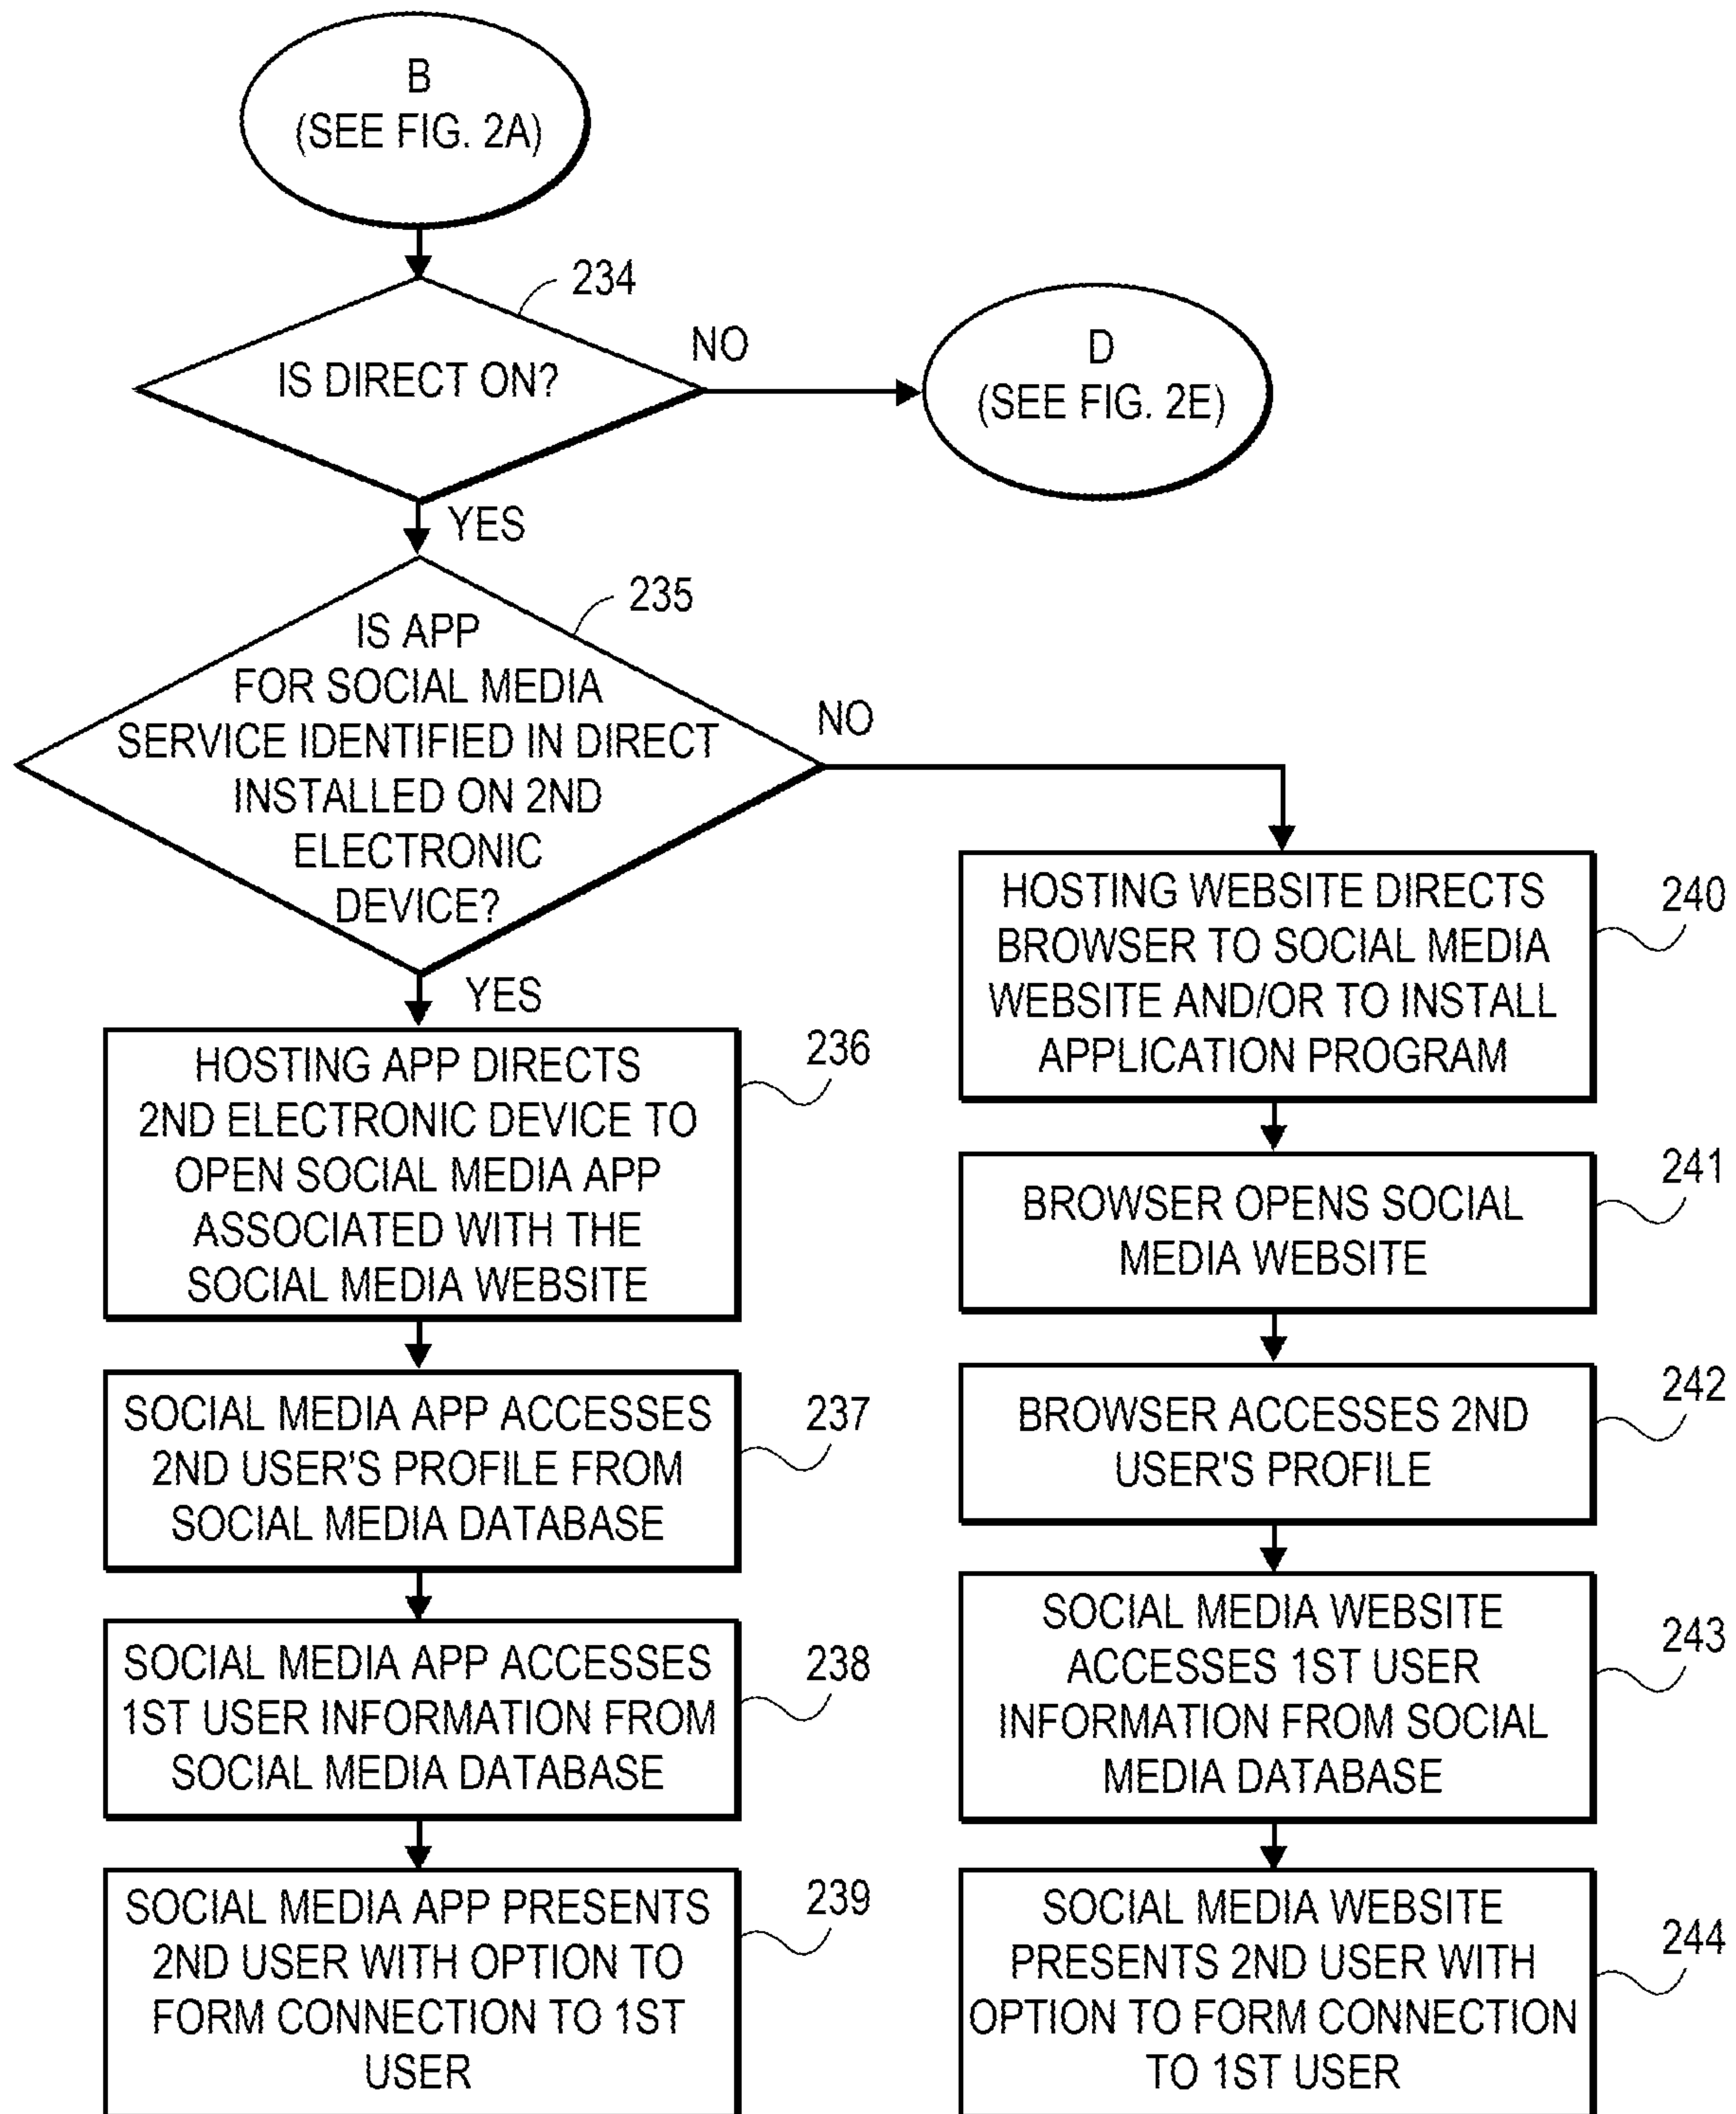 B
(SEE FIG. 2A)
234
IS DIRECT ON?
NO
D
(SEE FIG. 2E)
YES
235
IS APP
FOR SOCIAL MEDIA
SERVICE IDENTIFIED IN DIRECT
INSTALLED ON 2ND
ELECTRONIC
DEVICE?
NO
YES
HOSTING APP DIRECTS
2ND ELECTRONIC DEVICE TO
OPEN SOCIAL MEDIA APP
ASSOCIATED WITH THE
SOCIAL MEDIA WEBSITE
236
SOCIAL MEDIA APP ACCESSES
2ND USER’S PROFILE FROM
SOCIAL MEDIA DATABASE
237
SOCIAL MEDIA APP ACCESSES
1ST USER INFORMATION FROM
SOCIAL MEDIA DATABASE
238
SOCIAL MEDIA APP PRESENTS
2ND USER WITH OPTION TO
FORM CONNECTION TO 1ST
USER
239
HOSTING WEBSITE DIRECTS
BROWSER TO SOCIAL MEDIA
WEBSITE AND/OR TO INSTALL
APPLICATION PROGRAM
240
BROWSER OPENS SOCIAL
MEDIA WEBSITE
241
BROWSER ACCESSES 2ND
USER'S PROFILE
242
SOCIAL MEDIA WEBSITE
ACCESSES 1ST USER
INFORMATION FROM SOCIAL
MEDIA DATABASE
243
SOCIAL MEDIA WEBSITE
PRESENTS 2ND USER WITH
OPTION TO FORM CONNECTION
TO 1ST USER
244